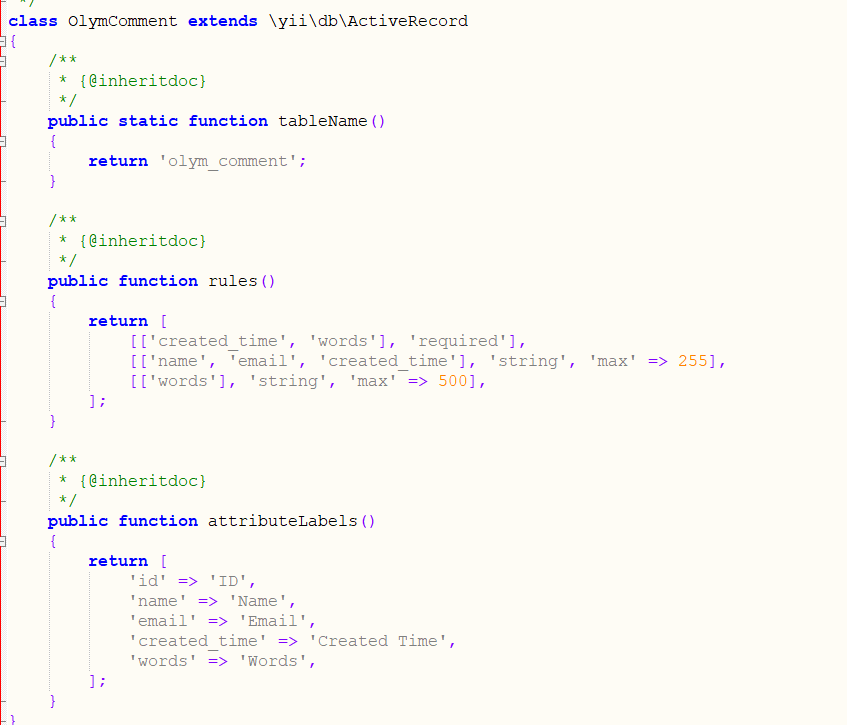 */
class OlymComment extends \yii\db\ActiveRecord
{
    /**
     * {@inheritdoc}
     */
    public static function tableName()
    {
        return 'olym_comment';
    }

    /**
     * {@inheritdoc}
     */
    public function rules()
    {
        return [
            [['created_time', 'words'], 'required'],
            [['name', 'email', 'created_time'], 'string', 'max' => 255],
            [['words'], 'string', 'max' => 500],
        ];
    }

    /**
     * {@inheritdoc}
     */
    public function attributeLabels()
    {
        return [
            'id' => 'ID',
            'name' => 'Name',
            'email' => 'Email',
            'created_time' => 'Created Time',
            'words' => 'Words',
        ];
    }
}